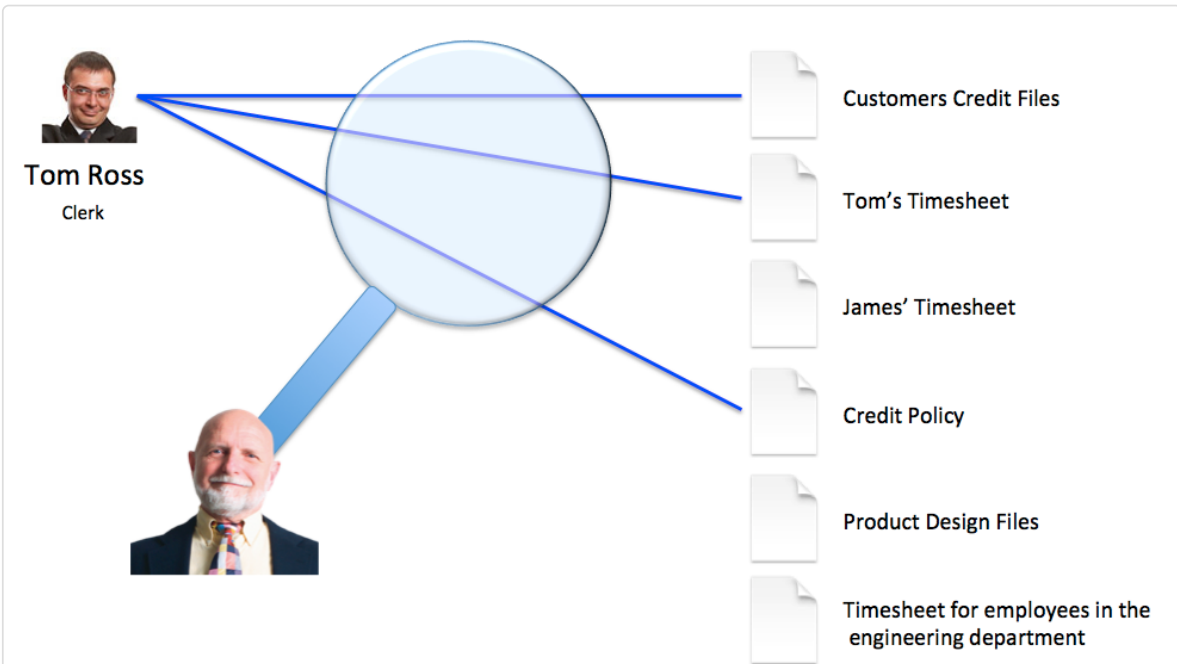 Tom Ross
Clerk
Customers Credit Files
Tom’s Timesheet
James’ Timesheet
Credit Policy
Product Design Files
Timesheet for employees in the
engineering department